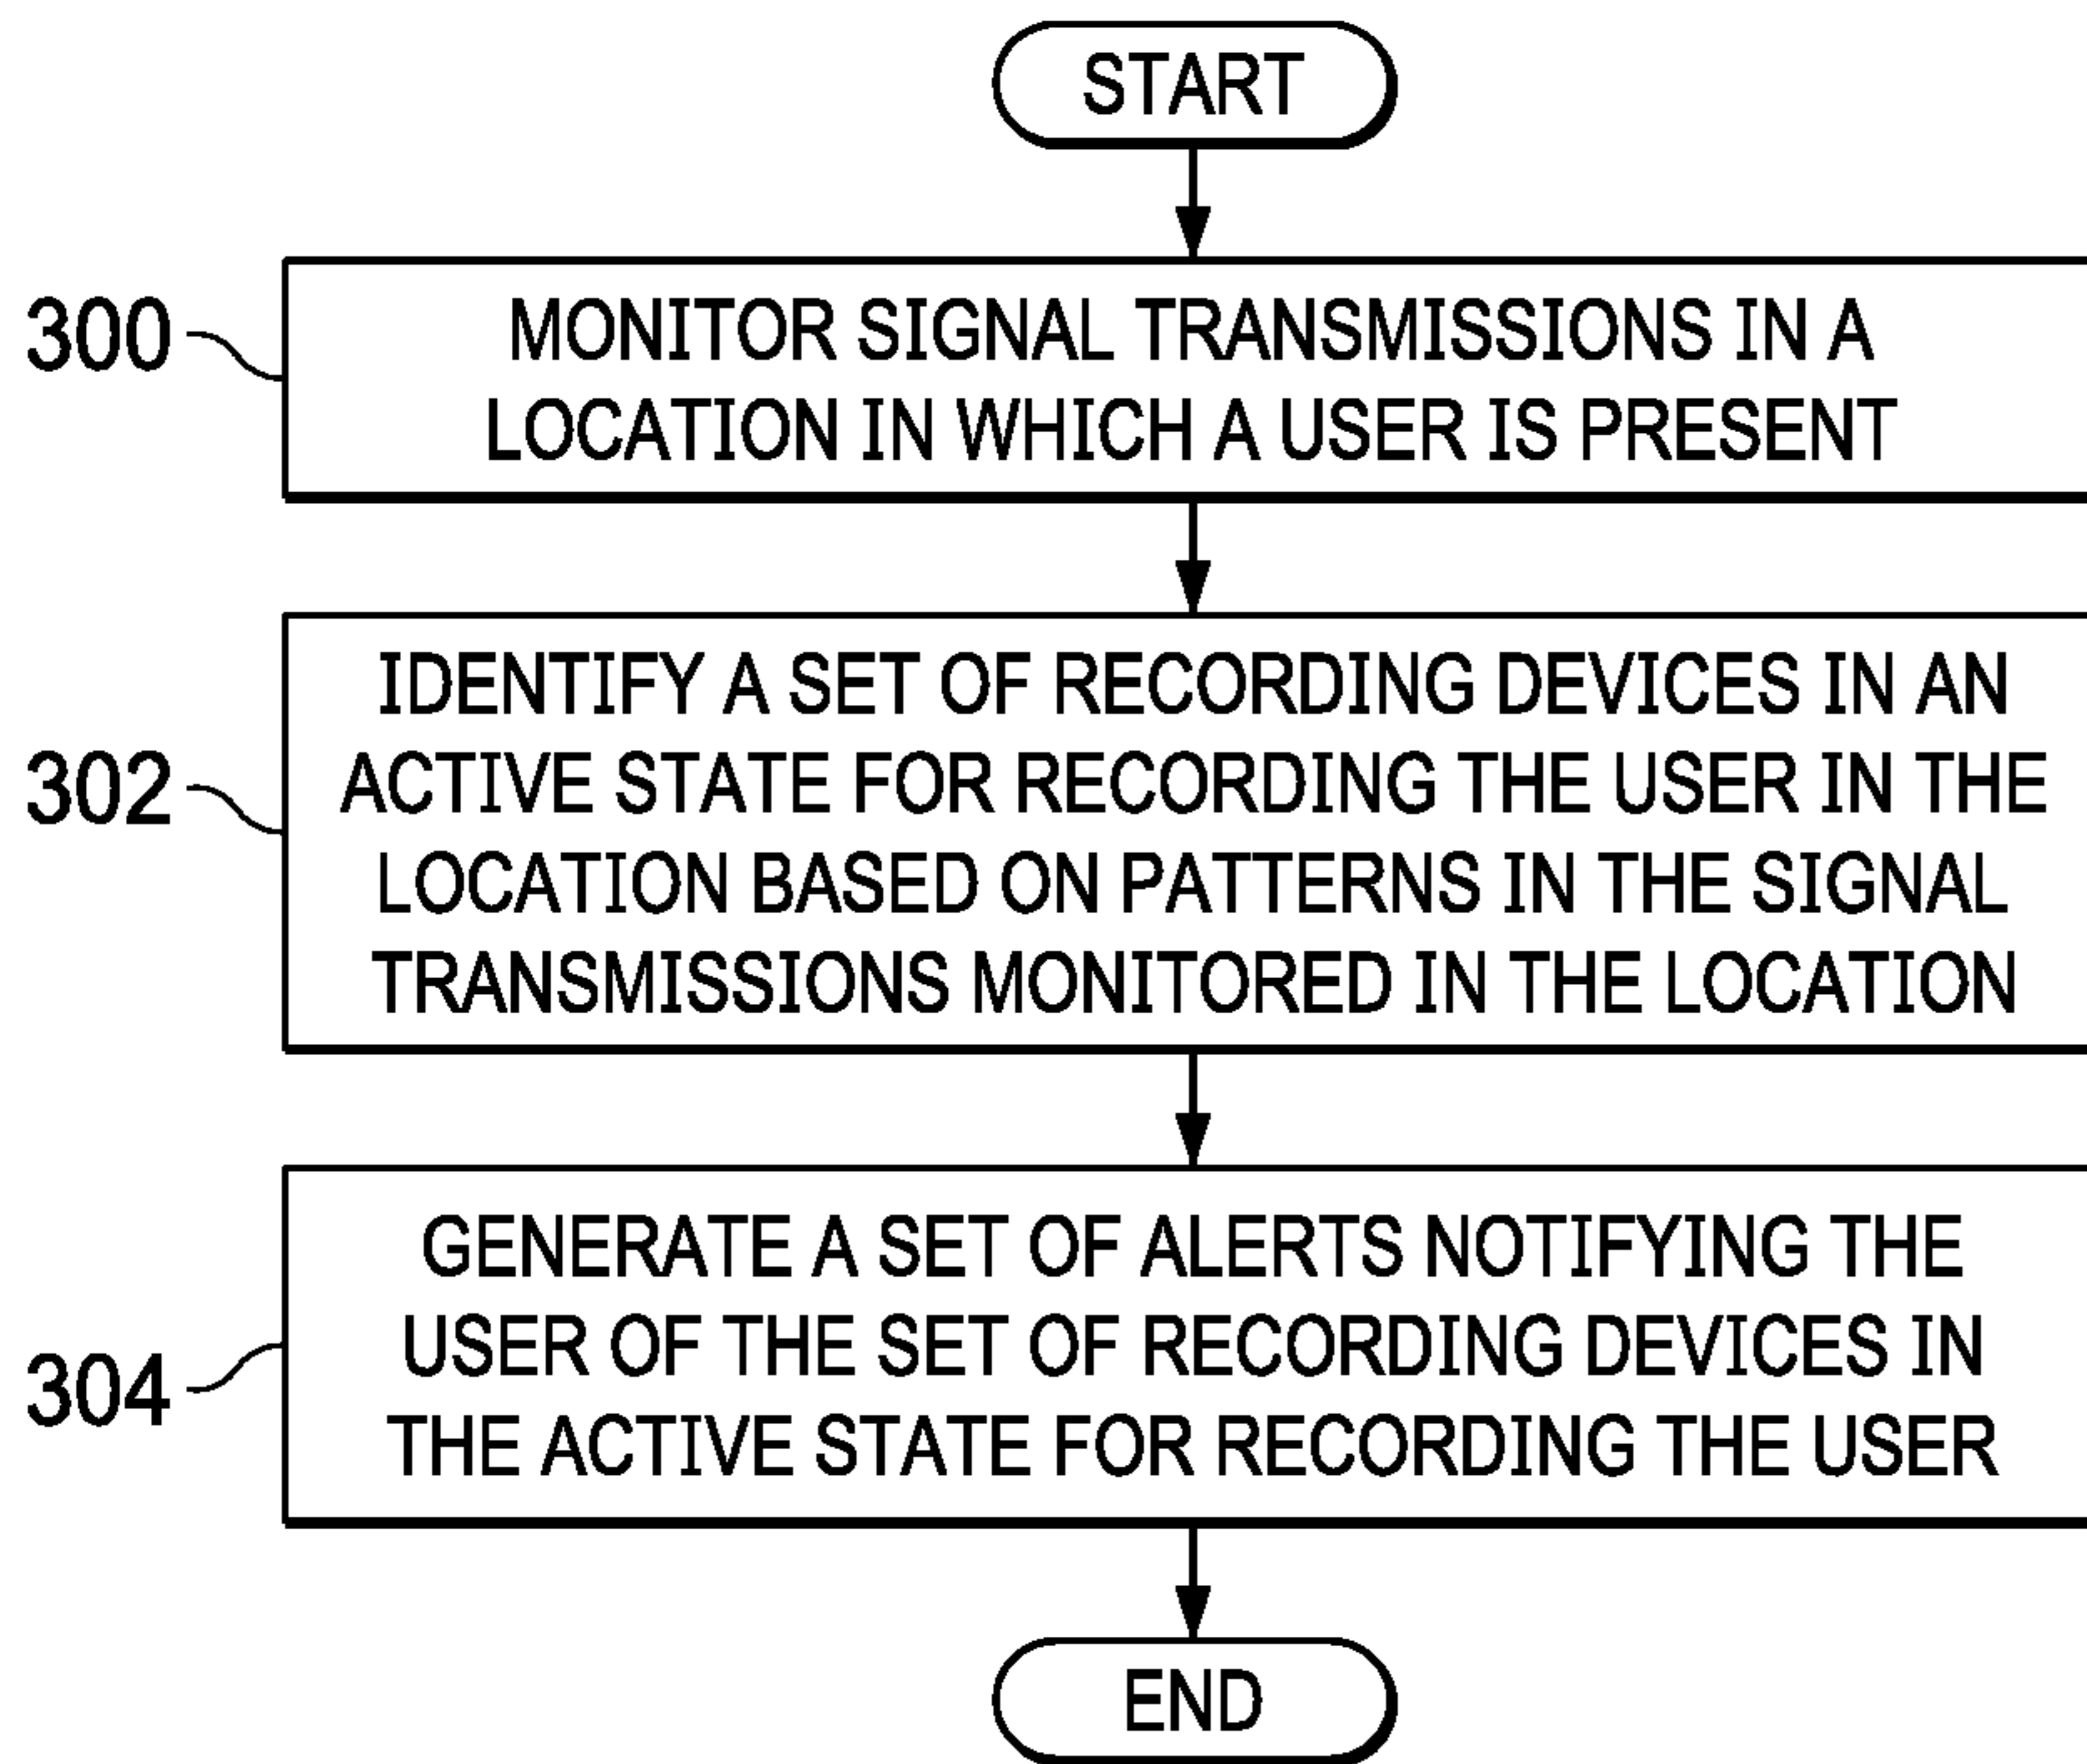 START
300
MONITOR SIGNAL TRANSMISSIONS IN A
LOCATION IN WHICH A USER IS PRESENT
302
IDENTIFY A SET OF RECORDING DEVICES IN AN
ACTIVE STATE FOR RECORDING THE USER IN THE
LOCATION BASED ON PATTERNS IN THE SIGNAL
TRANSMISSIONS MONITORED IN THE LOCATION
304
GENERATE A SET OF ALERTS NOTIFYING THE
USER OF THE SET OF RECORDING DEVICES IN
THE ACTIVE STATE FOR RECORDING THE USER
END